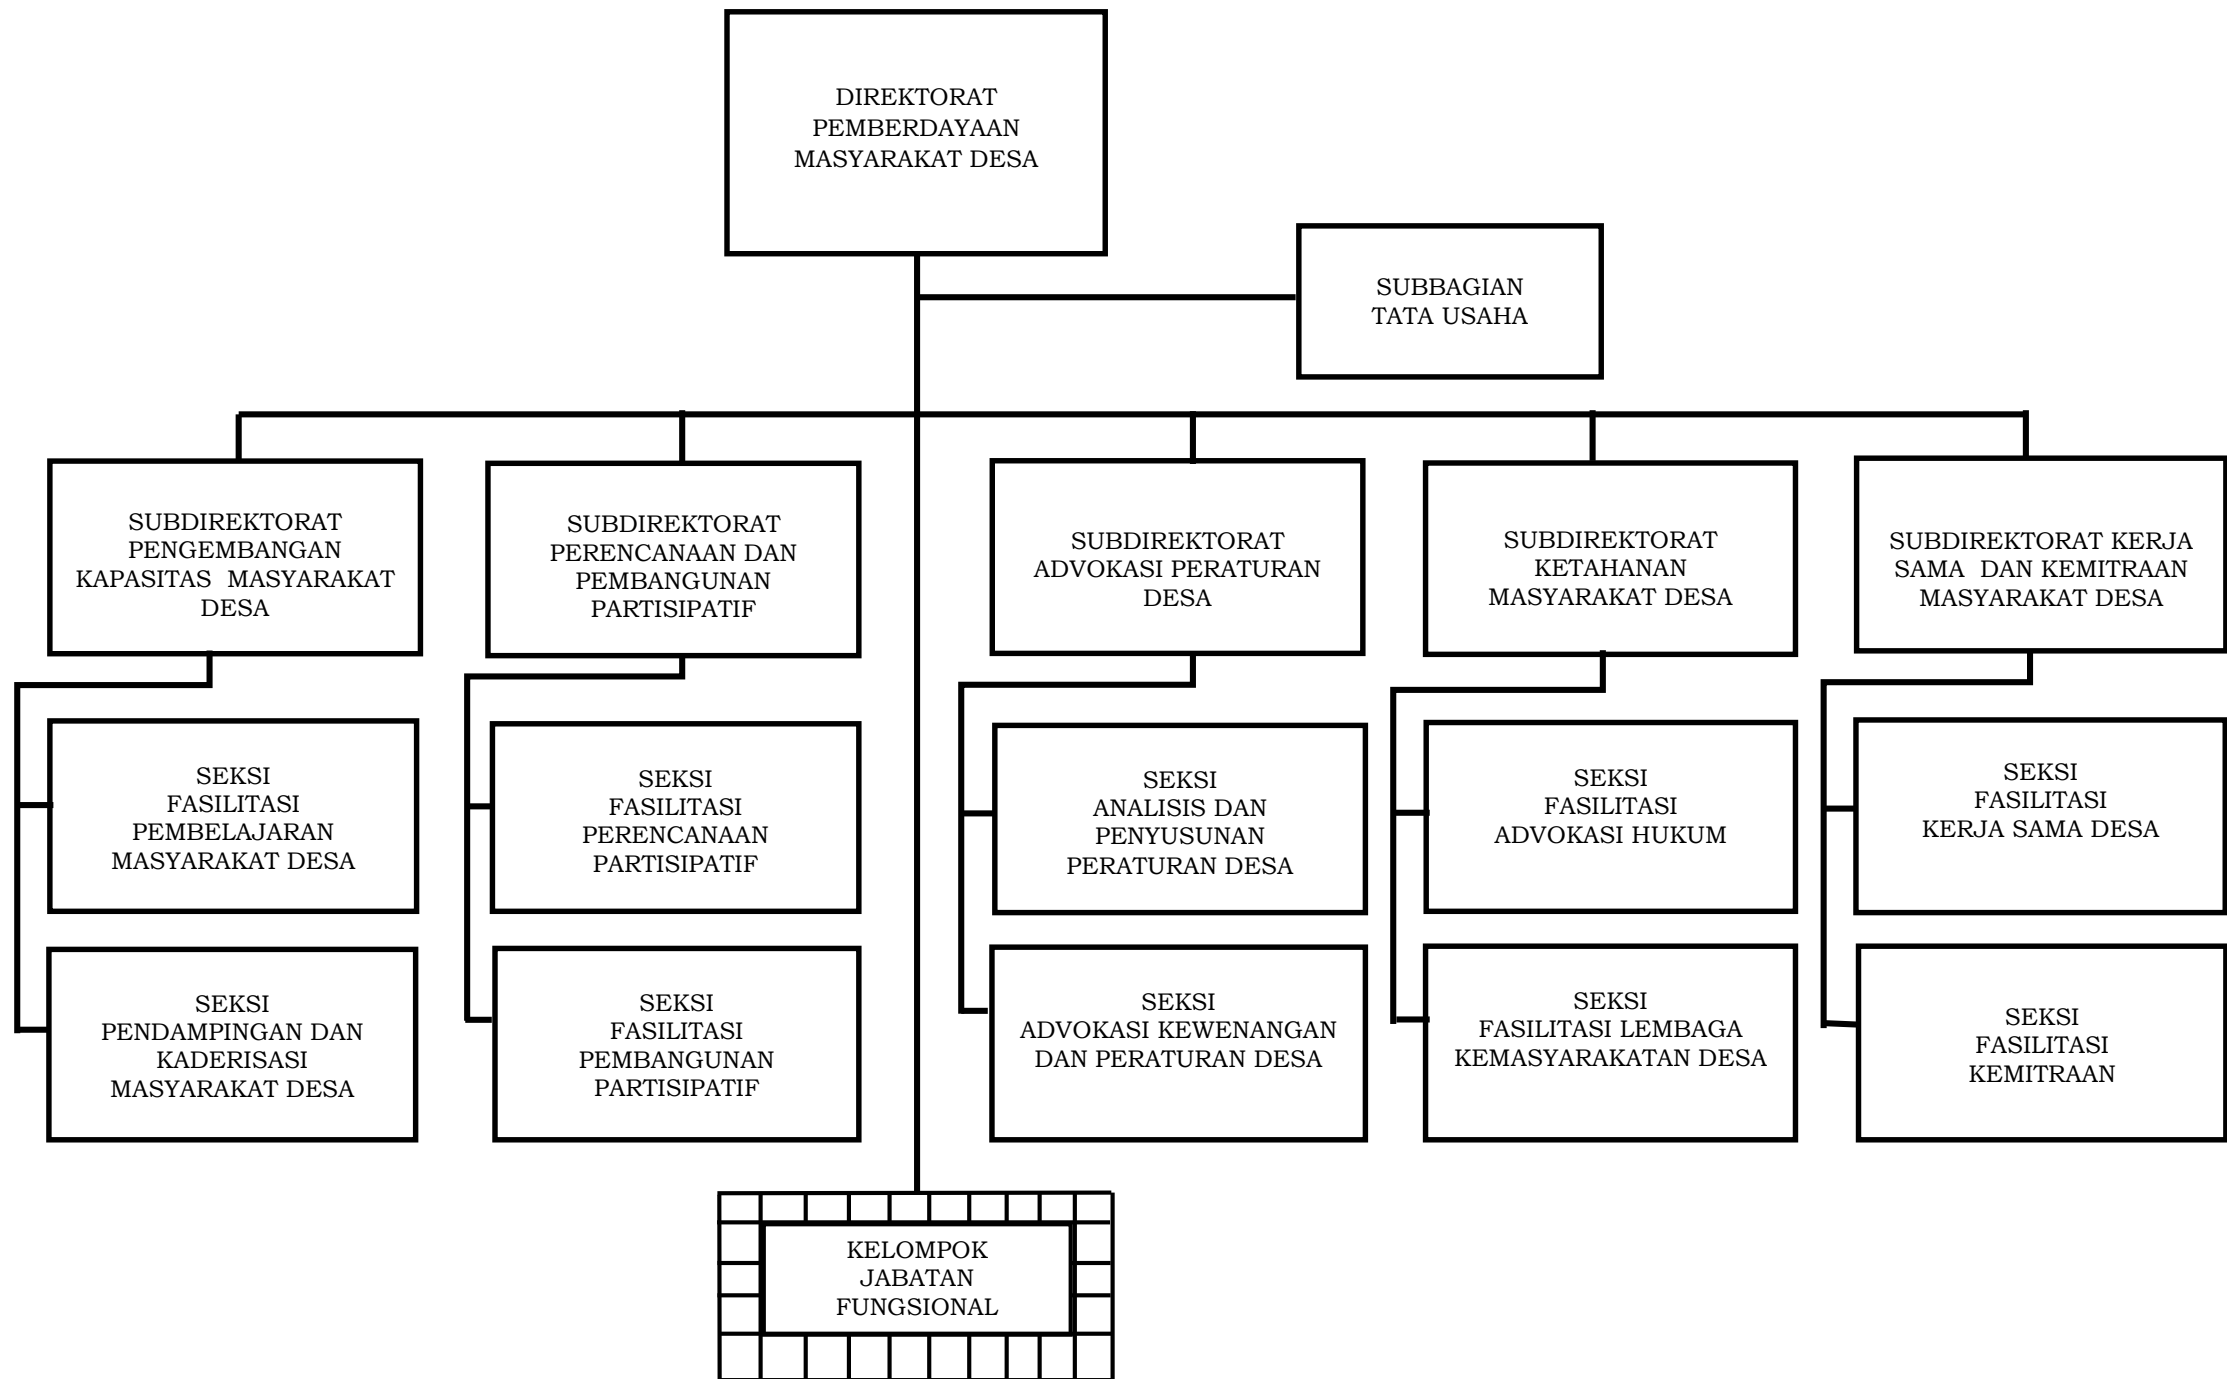 DIREKTORAT
PEMBERDAYAAN
MASYARAKAT DESA
SUBBAGIAN
TATA USAHA
SUBDIREKTORAT
PENGEMBANGAN
KAPASITAS  MASYARAKAT
DESA
SUBDIREKTORAT
PERENCANAAN DAN
PEMBANGUNAN
PARTISIPATIF
SUBDIREKTORAT
ADVOKASI PERATURAN
DESA
SUBDIREKTORAT
KETAHANAN
MASYARAKAT DESA
SUBDIREKTORAT KERJA
SAMA  DAN KEMITRAAN
MASYARAKAT DESA
SEKSI
FASILITASI
PEMBELAJARAN
MASYARAKAT DESA
SEKSI
FASILITASI
PERENCANAAN
PARTISIPATIF
SEKSI
ANALISIS DAN
PENYUSUNAN
PERATURAN DESA
SEKSI
FASILITASI
ADVOKASI HUKUM
SEKSI
FASILITASI
KERJA SAMA DESA
SEKSI
PENDAMPINGAN DAN
KADERISASI
MASYARAKAT DESA
SEKSI
FASILITASI
PEMBANGUNAN
PARTISIPATIF
SEKSI
ADVOKASI KEWENANGAN
DAN PERATURAN DESA
SEKSI
FASILITASI LEMBAGA
KEMASYARAKATAN DESA
SEKSI
FASILITASI
KEMITRAAN
KELOMPOK
JABATAN
FUNGSIONAL